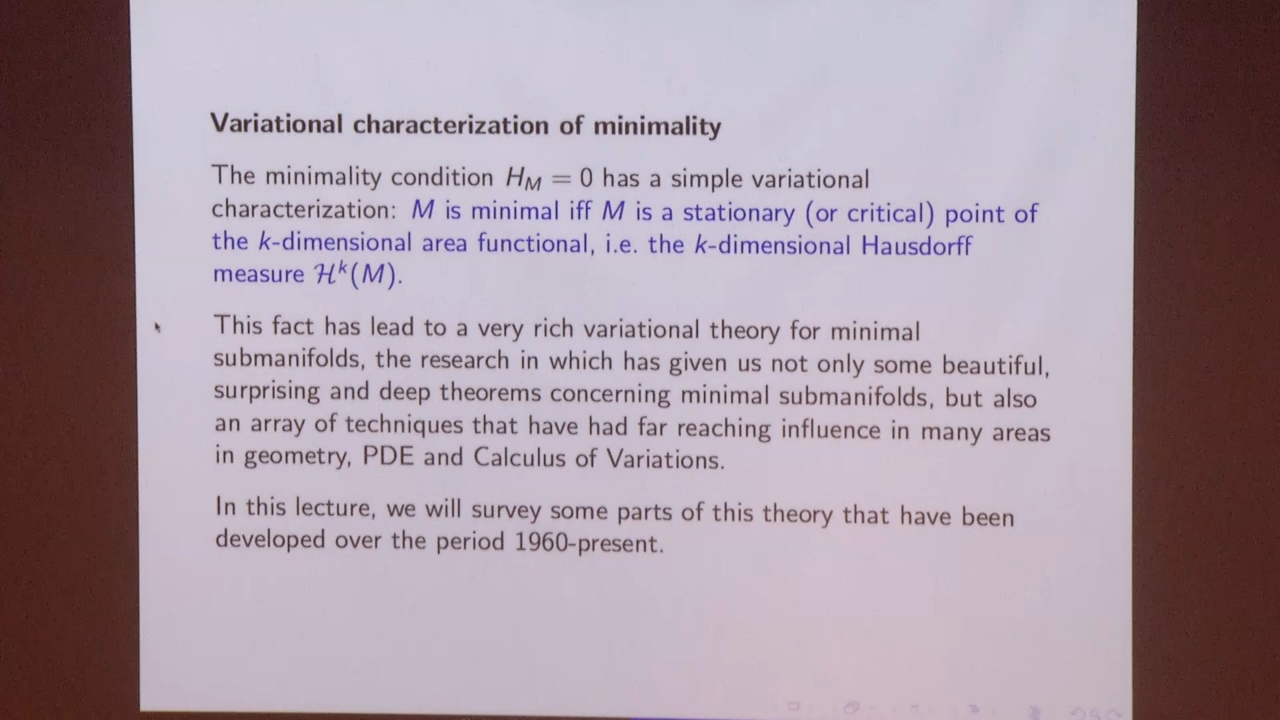 Variational characterization of minimality
The minimality condition H_M = 0 has a simple variational
characterization: M is minimal iff M is a stationary (or critical) point of
the k-dimensional area functional, i.e. the k-dimensional Hausdorff
measure ℋ^k(M).
This fact has lead to a very rich variational theory for minimal
submanifolds, the research in which has given us not only some beautiful,
surprising and deep theorems concerning minimal submanifolds, but also
an array of techniques that have had far reaching influence in many areas
in geometry, PDE and Calculus of Variations.
In this lecture, we will survey some parts of this theory that have been
developed over the period 1960-present.